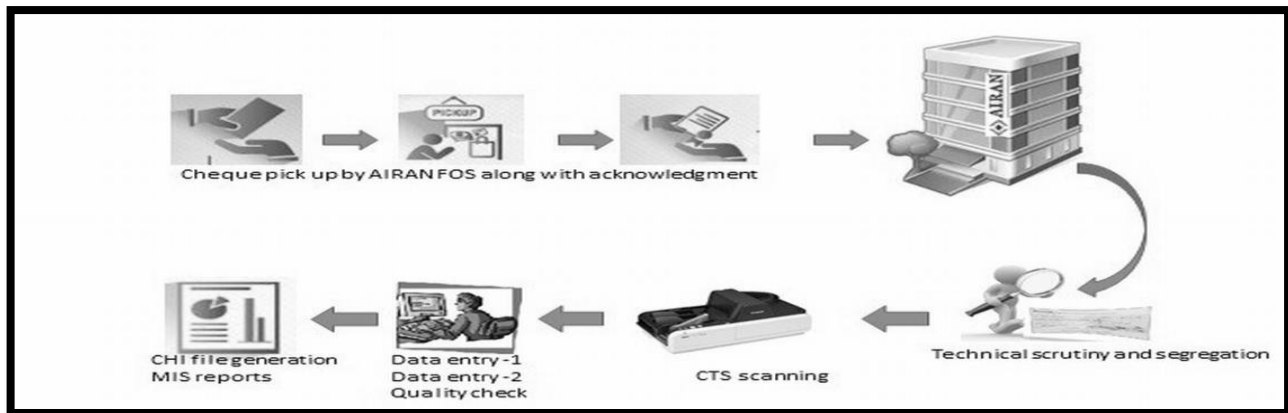 PICKUP
AIRAN
Cheque pick up by AIRAN FOS along with acknowledgment
Technical scrutiny and segregation
CTS scanning
Data entry -1
Data entry -2
Quality check
CHI file generation
MIS reports